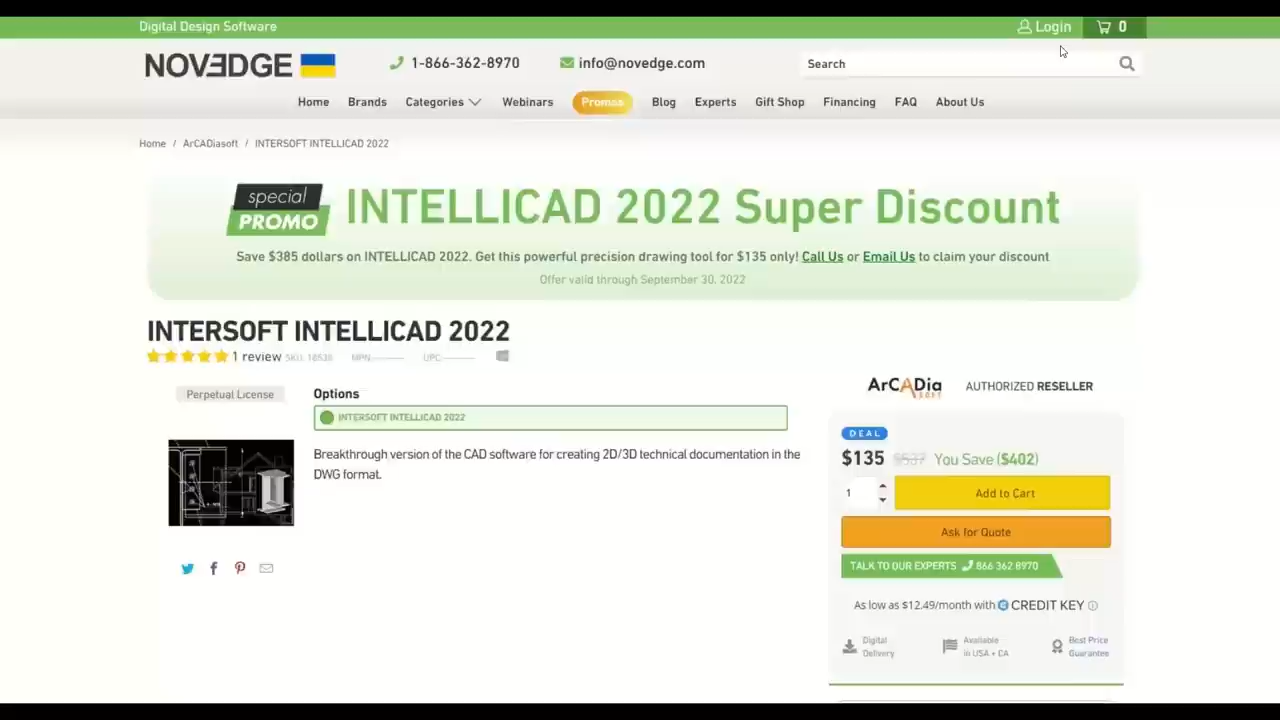 Digital Design Software
Login
0
NOVEDGE
1-866-362-8970
info@novedge.com
Search
Home
Brands
Categories
Webinars
Promos
Blog
Experts
Gift Shop
Financing
FAQ
About Us
Home / ArCADiasoft / INTERSOFT INTELLICAD 2022
special
PROMO
INTELLICAD 2022 Super Discount
Save $385 dollars on INTELLICAD 2022. Get this powerful precision drawing tool for $135 only! Call Us or Email Us to claim your discount
Offer valid through September 30, 2022
INTERSOFT INTELLICAD 2022
1 review SKU: 18538 MPN: UPC:
Perpetual License
Options
INTERSOFT INTELLICAD 2022
Breakthrough version of the CAD software for creating 2D/3D technical documentation in the
DWG format.
ArCADia
SOFT
AUTHORIZED RESELLER
DEAL
$135 $537 You Save ($402)
1
Add to Cart
Ask for Quote
TALK TO OUR EXPERTS 866 362 8970
As low as $12.49/month with CREDIT KEY
Digital
Delivery
Available
in USA + CA
Best Price
Guarantee